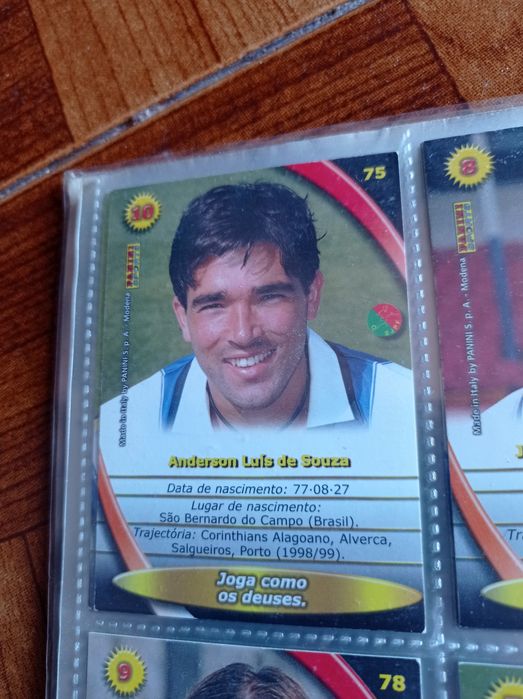 75
10
PANINI
Made in Italy by PANINI S.p.A. - Modena
Anderson Luís de Souza
Data de nascimento: 77·08·27
Lugar de nascimento:
São Bernardo do Campo (Brasil).
Trajectória: Corinthians Alagoano, Alverca,
Salgueiros, Porto (1998/99).
Joga como
os deuses.
8
PANINI
Made in Italy by PANINI S.p.A. - Modena
9
78